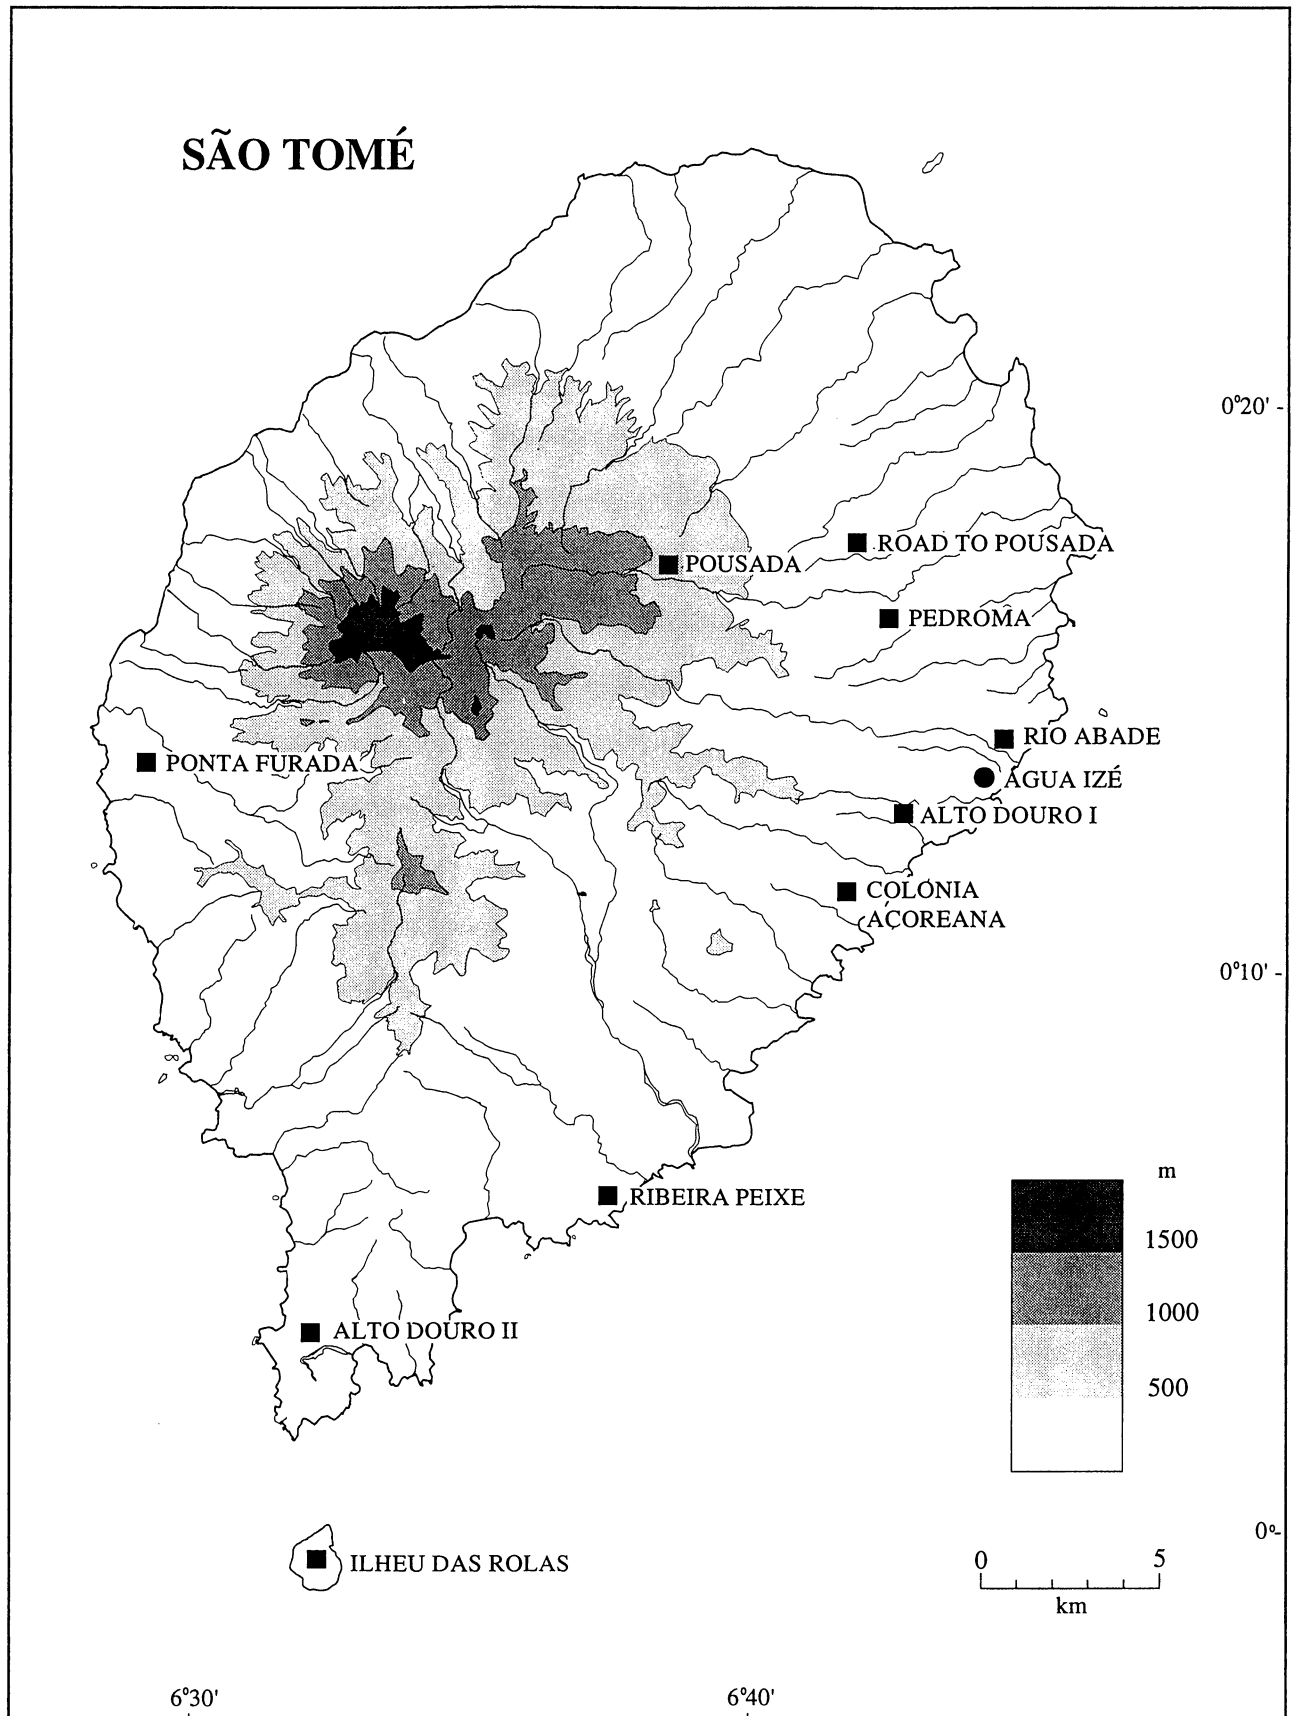 SÃO TOMÉ
0°20'
ROAD TO POUSADA
POUSADA
PEDROMA
RIO ABADE
PONTA FURADA
ÁGUA IZÉ
ALTO DOURO I
COLONIA
AÇOREANA
0°10'
m
RIBEIRA PEIXE
1500
1000
ALTO DOURO II
500
0°
0 5
ILHEU DAS ROLAS
km
6°30' 6°40'